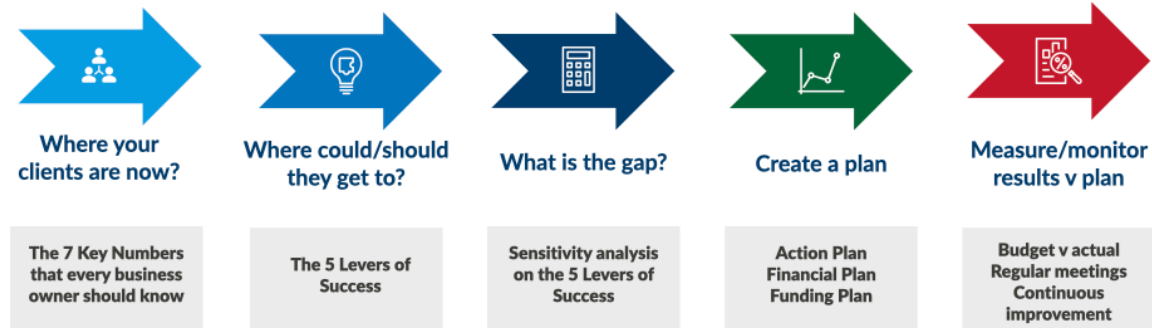 Where your
clients are now?
Where could/should
they get to?
What is the gap?
Create a plan
Measure/monitor
results v plan
The 7 Key Numbers
that every business
owner should know
The 5 Levers of
Success
Sensitivity analysis
on the 5 Levers of
Success
Action Plan
Financial Plan
Funding Plan
Budget v actual
Regular meetings
Continuous
improvement